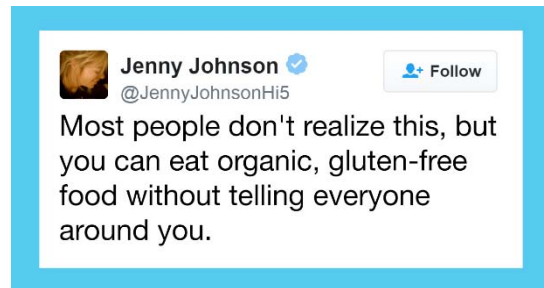 Jenny Johnson
Follow
@JennyJohnsonHi5
Most people don't realize this, but
you can eat organic, gluten-free
food without telling everyone
around you.